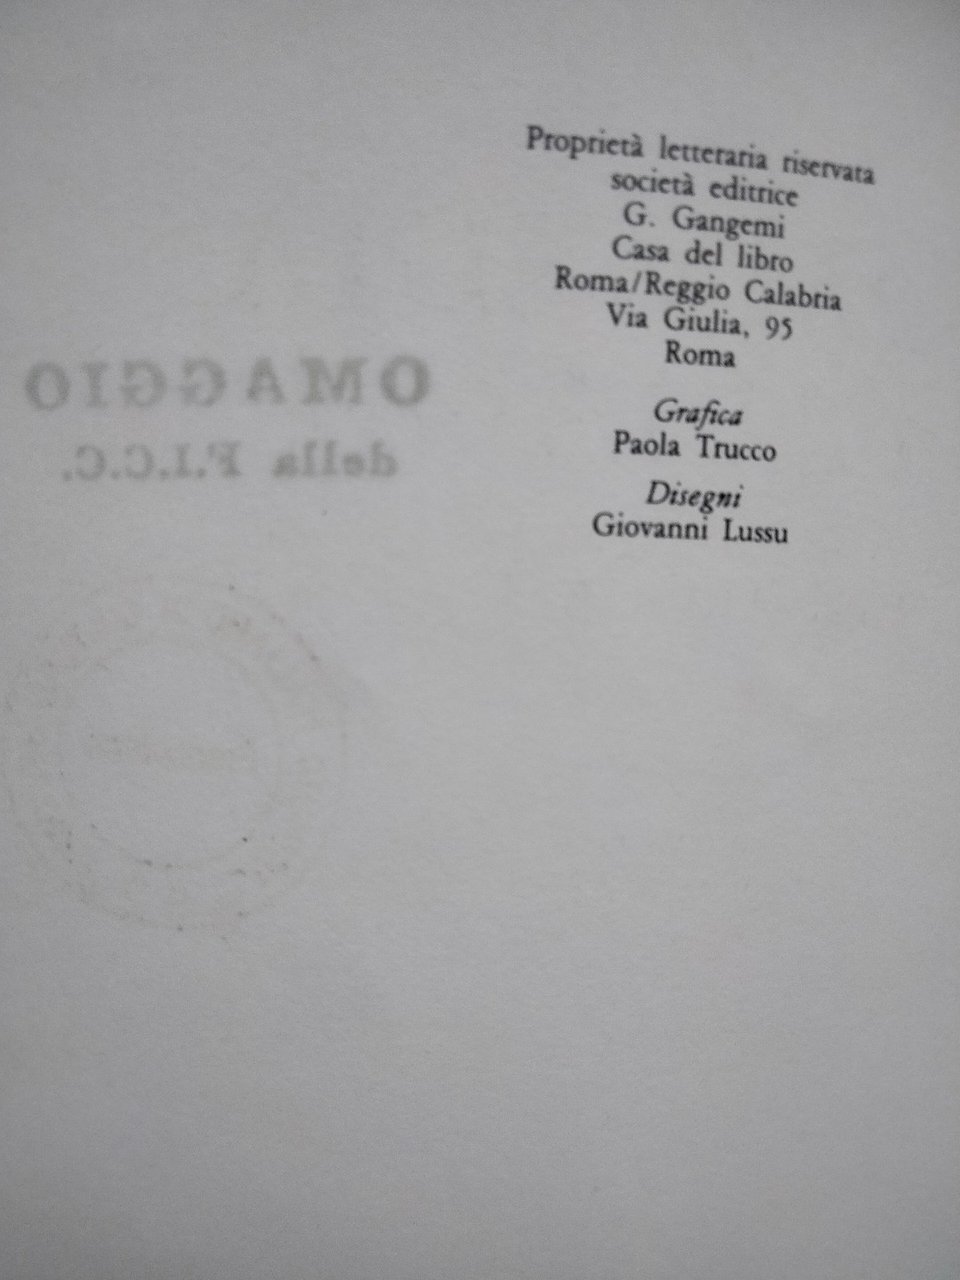 Proprietà letteraria riservata
società editrice
G. Gangemi
Casa del libro
Roma/Reggio Calabria
Via Giulia, 95
Roma
Grafica
Paola Trucco
Disegni
Giovanni Lussu
OMAGGIO
della F.I.C.C.